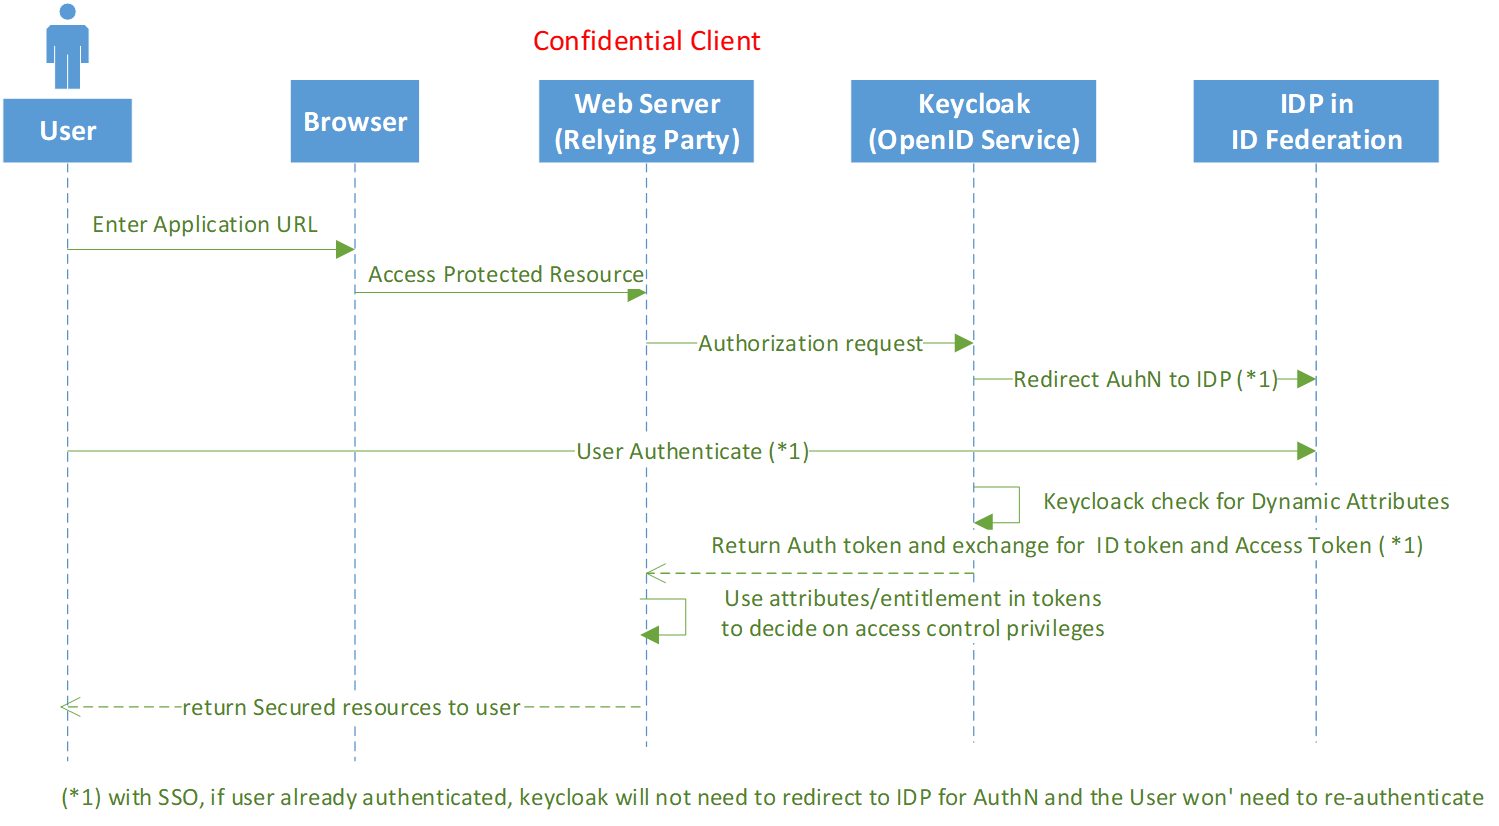 Confidential Client
User
Browser
Web Server
(Relying Party)
Keycloak
(OpenID Service)
IDP in
ID Federation
Enter Application URL
Access Protected Resource
Authorization request
Redirect AuhN to IDP (*1)
User Authenticate (*1)
Keycloack check for Dynamic Attributes
Return Auth token and exchange for ID token and Access Token ( *1)
Use attributes/entitlement in tokens
to decide on access control privileges
return Secured resources to user
(*1) with SSO, if user already authenticated, keycloak will not need to redirect to IDP for AuthN and the User won' need to re-authenticate